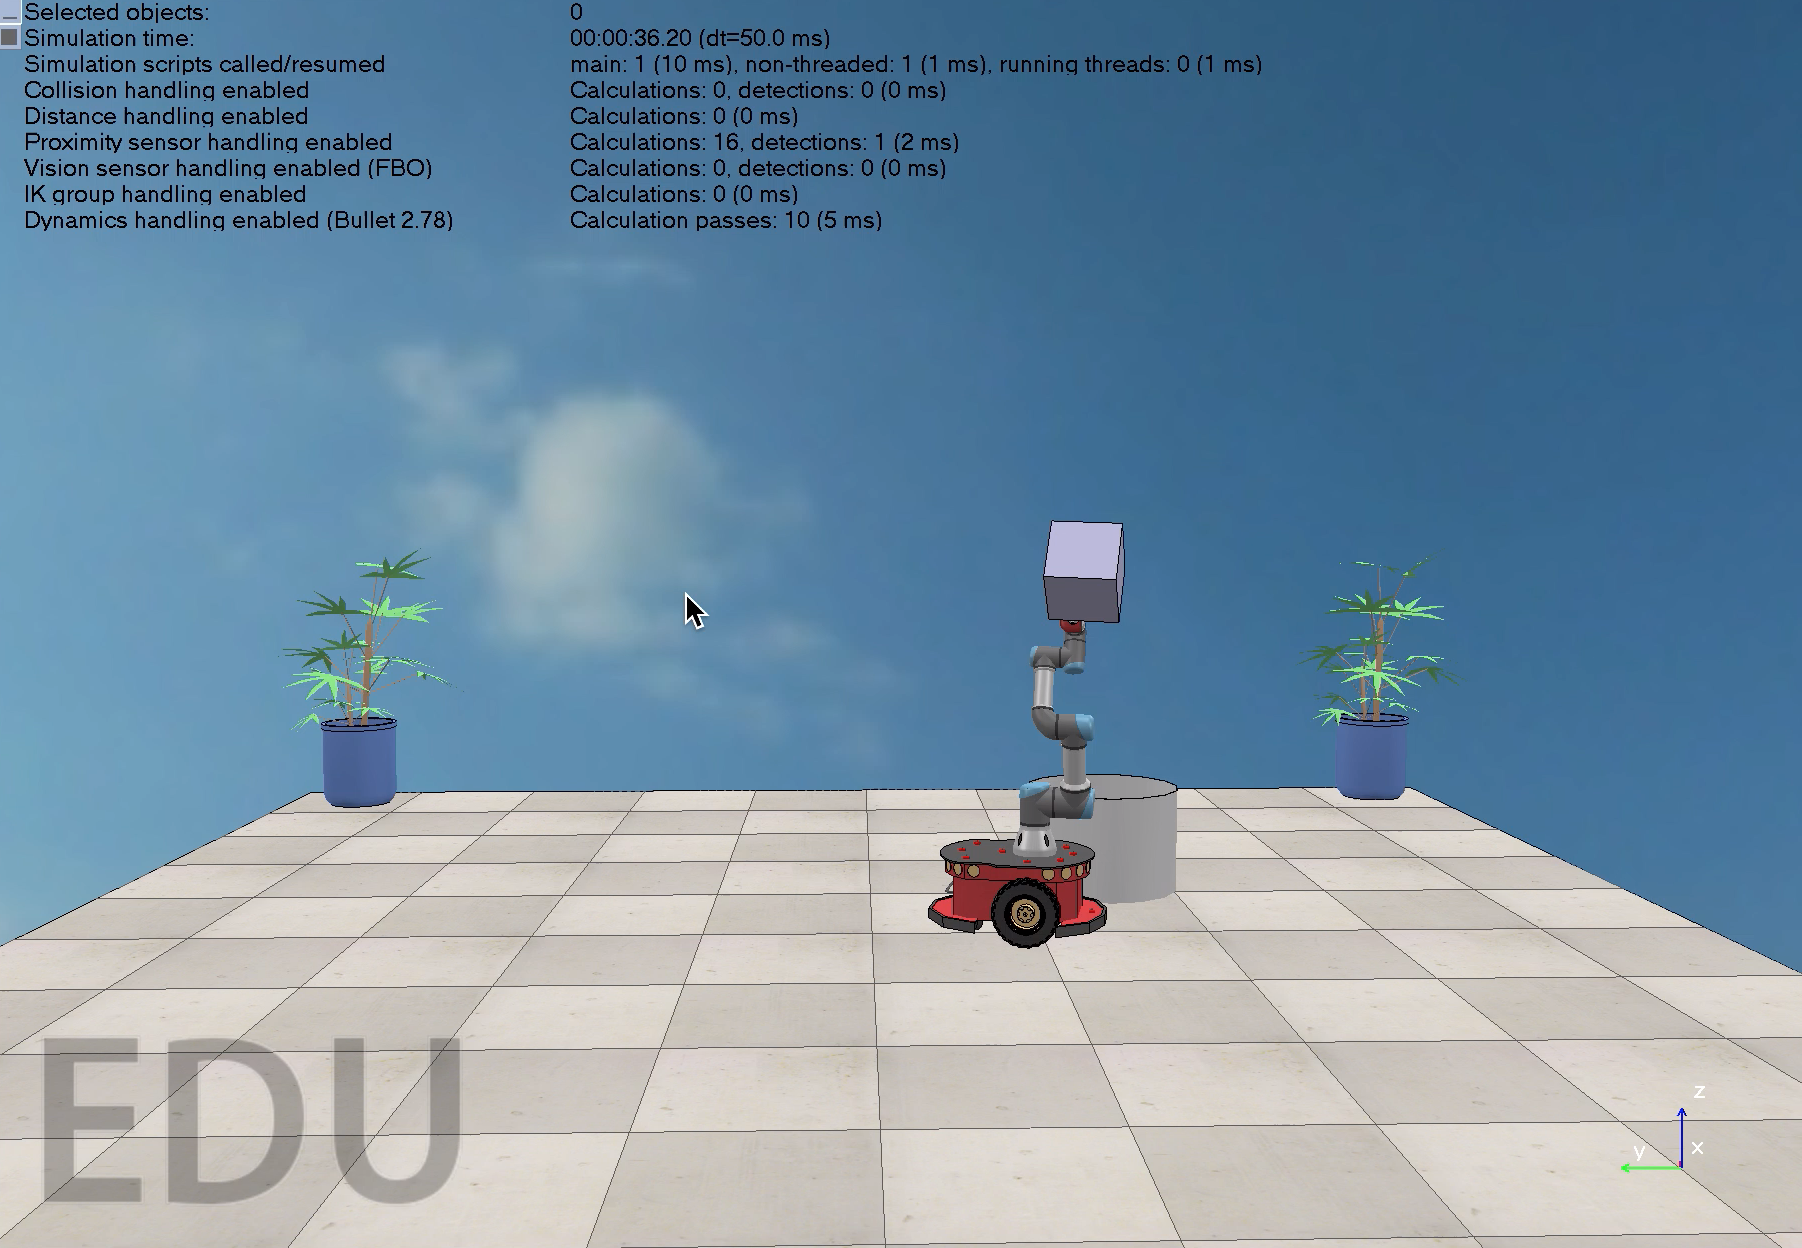 Selected objects: 0
Simulation time: 00:00:36.20 (dt=50.0 ms)
Simulation scripts called/resumed main: 1 (10 ms), non-threaded: 1 (1 ms), running threads: 0 (1 ms)
Collision handling enabled Calculations: 0, detections: 0 (0 ms)
Distance handling enabled Calculations: 0 (0 ms)
Proximity sensor handling enabled Calculations: 16, detections: 1 (2 ms)
Vision sensor handling enabled (FBO) Calculations: 0, detections: 0 (0 ms)
IK group handling enabled Calculations: 0 (0 ms)
Dynamics handling enabled (Bullet 2.78) Calculation passes: 10 (5 ms)
EDU
z
y x